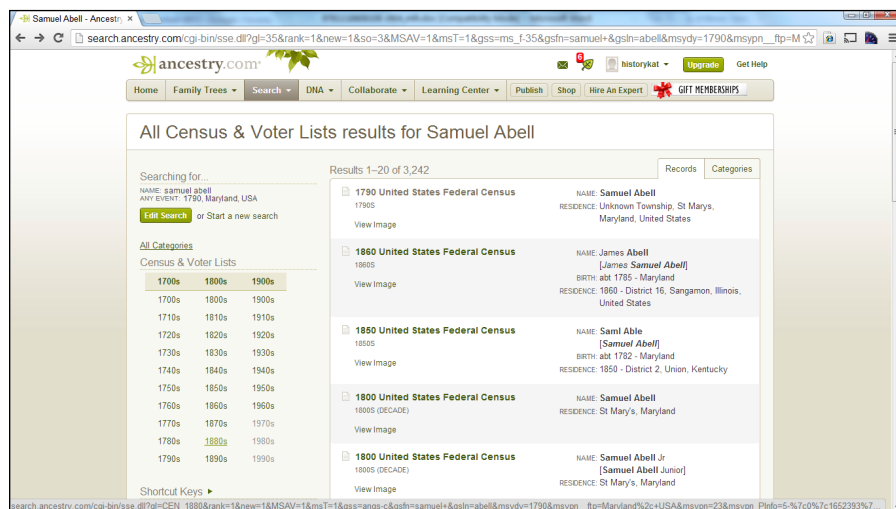 Samuel Abell - Ancestry
search.ancestry.com/cgi-bin/sse.dll?gl=35&rank=1&new=1&so=3&MSAV=1&msT=1&gss=ms_f-35&gsfn=samuel+&gsln=abell&msydy=1790&msypn__ftp=M
ancestry.com
6
historykat
Upgrade
Get Help
Home Family Trees Search DNA Collaborate Learning Center Publish Shop Hire An Expert GIFT MEMBERSHIPS
All Census & Voter Lists results for Samuel Abell
Searching for...
NAME: samuel abell
ANY EVENT: 1790, Maryland, USA
Edit Search or Start a new search
All Categories
Census & Voter Lists
1700s 1800s 1900s
1700s 1800s 1900s
1710s 1810s 1910s
1720s 1820s 1920s
1730s 1830s 1930s
1740s 1840s 1940s
1750s 1850s 1950s
1760s 1860s 1960s
1770s 1870s 1970s
1780s 1880s 1980s
1790s 1890s 1990s
Shortcut Keys
Results 1–20 of 3,242
Records Categories
1790 United States Federal Census
1790S
View Image
NAME: Samuel Abell
RESIDENCE: Unknown Township, St Marys,
Maryland, United States
1860 United States Federal Census
1860S
View Image
NAME: James Abell
[James Samuel Abell]
BIRTH: abt 1785 - Maryland
RESIDENCE: 1860 - District 16, Sangamon, Illinois,
United States
1850 United States Federal Census
1850S
View Image
NAME: Saml Able
[Samuel Abell]
BIRTH: abt 1782 - Maryland
RESIDENCE: 1850 - District 2, Union, Kentucky
1800 United States Federal Census
1800S (DECADE)
View Image
NAME: Samuel Abell
RESIDENCE: St Mary's, Maryland
1800 United States Federal Census
1800S (DECADE)
View Image
NAME: Samuel Abell Jr
[Samuel Abell Junior]
RESIDENCE: St Mary's, Maryland